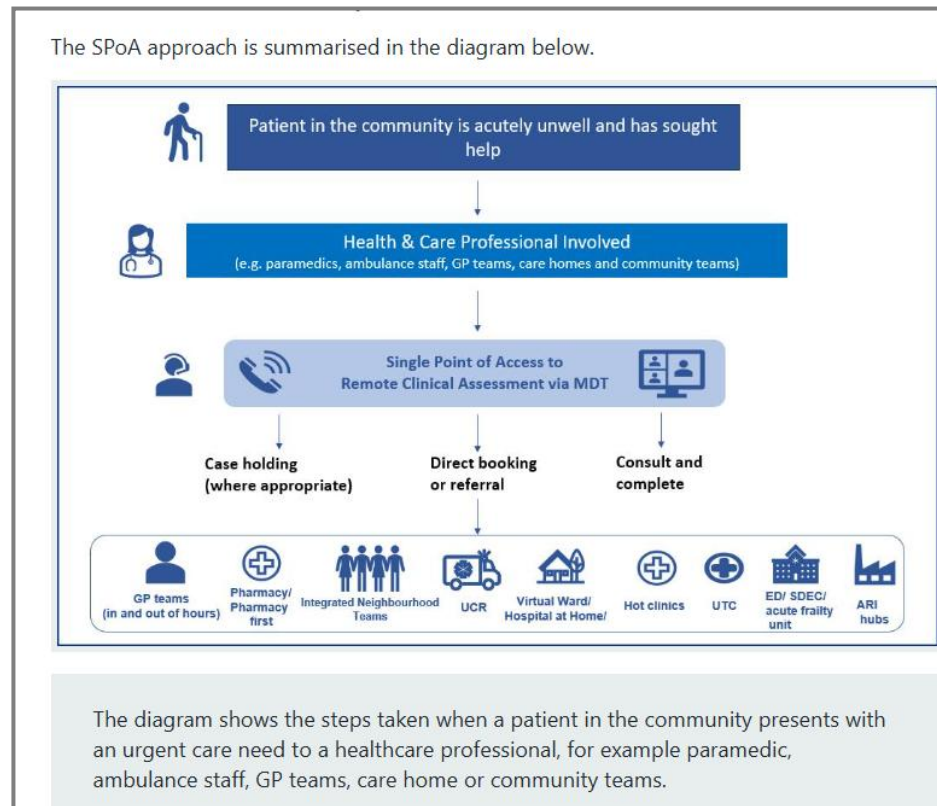 The SPoA approach is summarised in the diagram below.
Patient in the community is acutely unwell and has sought
help
Health & Care Professional Involved
(e.g. paramedics, ambulance staff, GP teams, care homes and community teams)
Single Point of Access to
Remote Clinical Assessment via MDT
Case holding
(where appropriate)
Direct booking
or referral
Consult and
complete
GP teams
(in and out of hours)
Pharmacy/
Pharmacy
first
Integrated Neighbourhood
Teams
UCR
Virtual Ward/
Hospital at Home/
Hot clinics
UTC
ED/ SDEC/
acute frailty
unit
ARI
hubs
The diagram shows the steps taken when a patient in the community presents with
an urgent care need to a healthcare professional, for example paramedic,
ambulance staff, GP teams, care home or community teams.